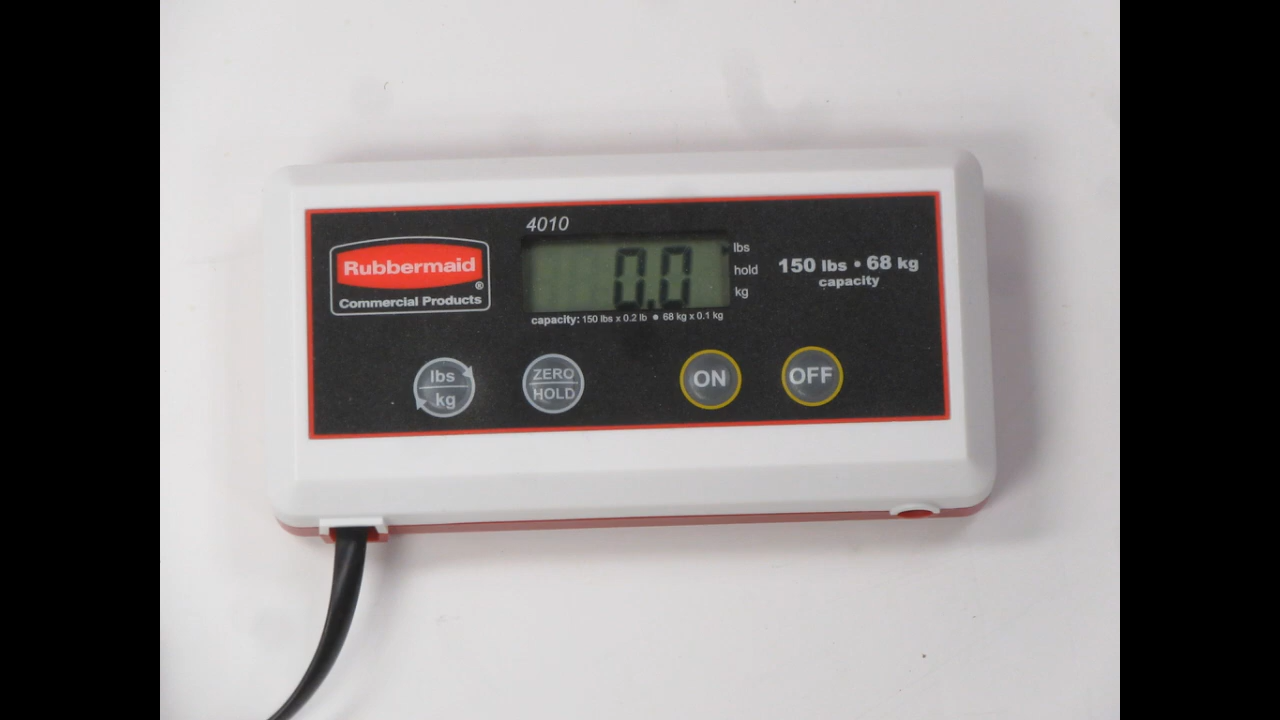 4010
Rubbermaid®
Commercial Products
0.0
lbs
hold
kg
150 lbs • 68 kg
capacity
capacity: 150 lbs x 0.2 lb • 68 kg x 0.1 kg
lbs
kg
ZERO
HOLD
ON
OFF